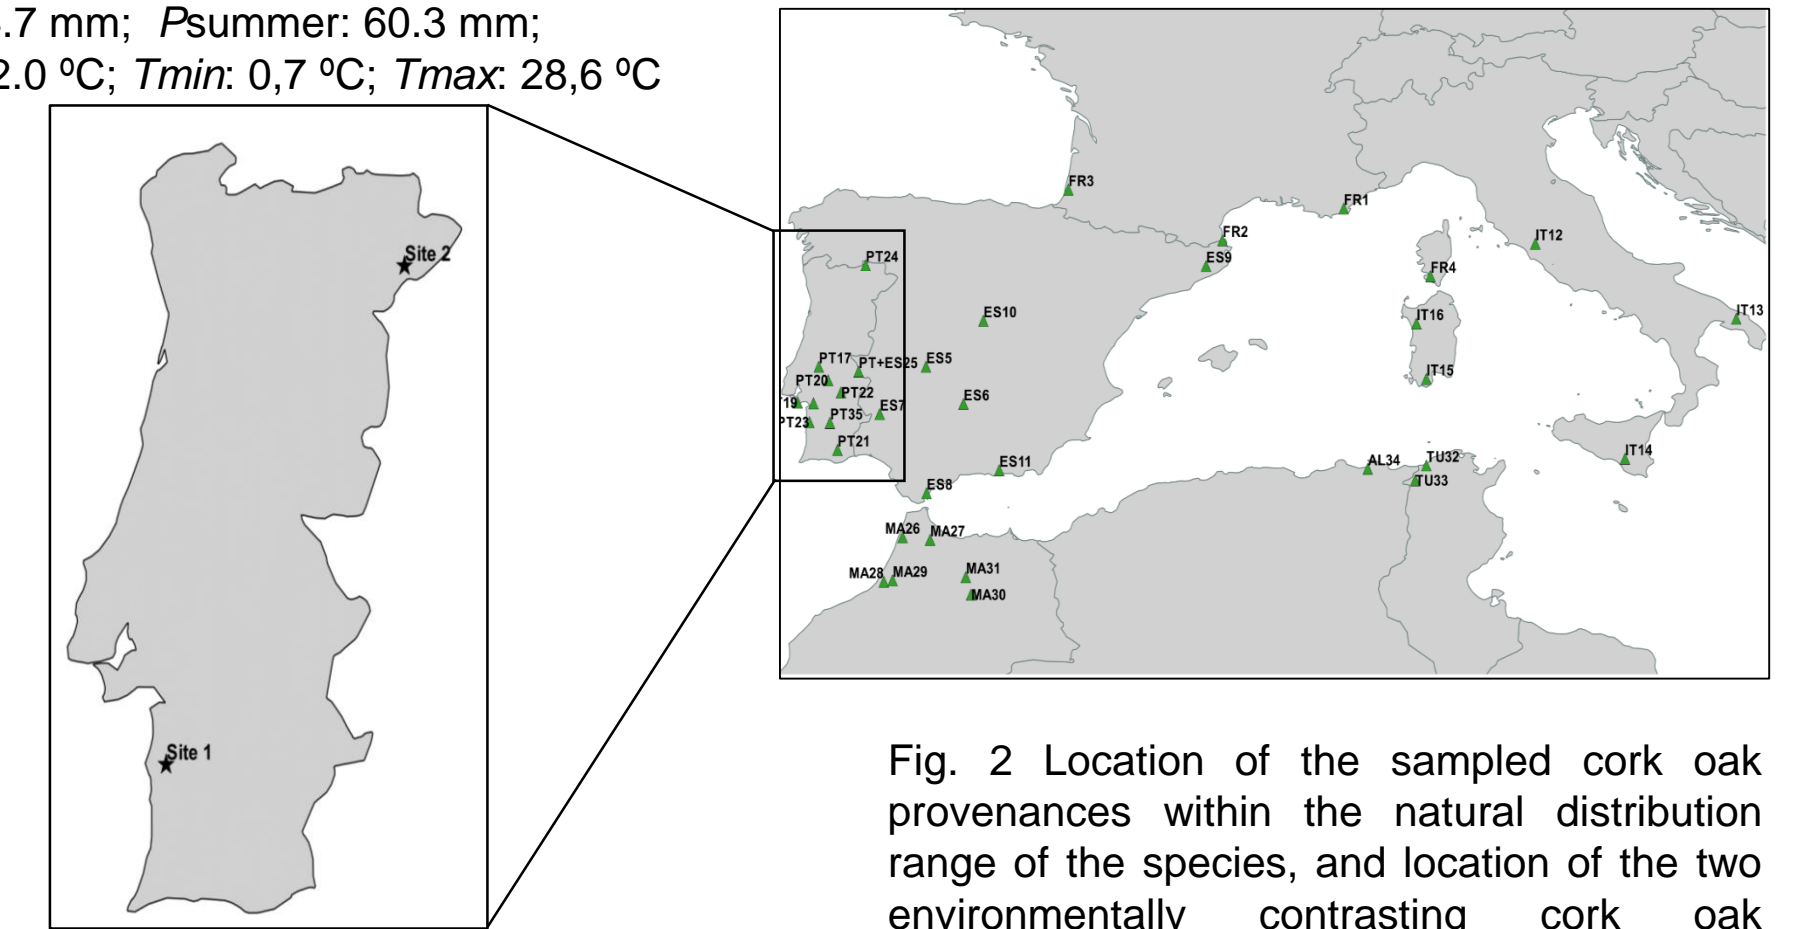 .7 mm; Psummer: 60.3 mm;
2.0 ºC; Tmin: 0,7 ºC; Tmax: 28,6 ºC
Site 2
Site 1
FR3
FR1
FR2
ES9
IT12
PT24
FR4
ES10
IT16
IT13
PT17
PT+ES25
ES5
PT20
IT15
PT22
ES6
19
ES7
PT23
PT35
PT21
IT14
ES11
AL34
TU32
TU33
ES8
MA26
MA27
MA28
MA29
MA31
MA30
Fig. 2 Location of the sampled cork oak
provenances within the natural distribution
range of the species, and location of the two
environmentally contrasting cork oak